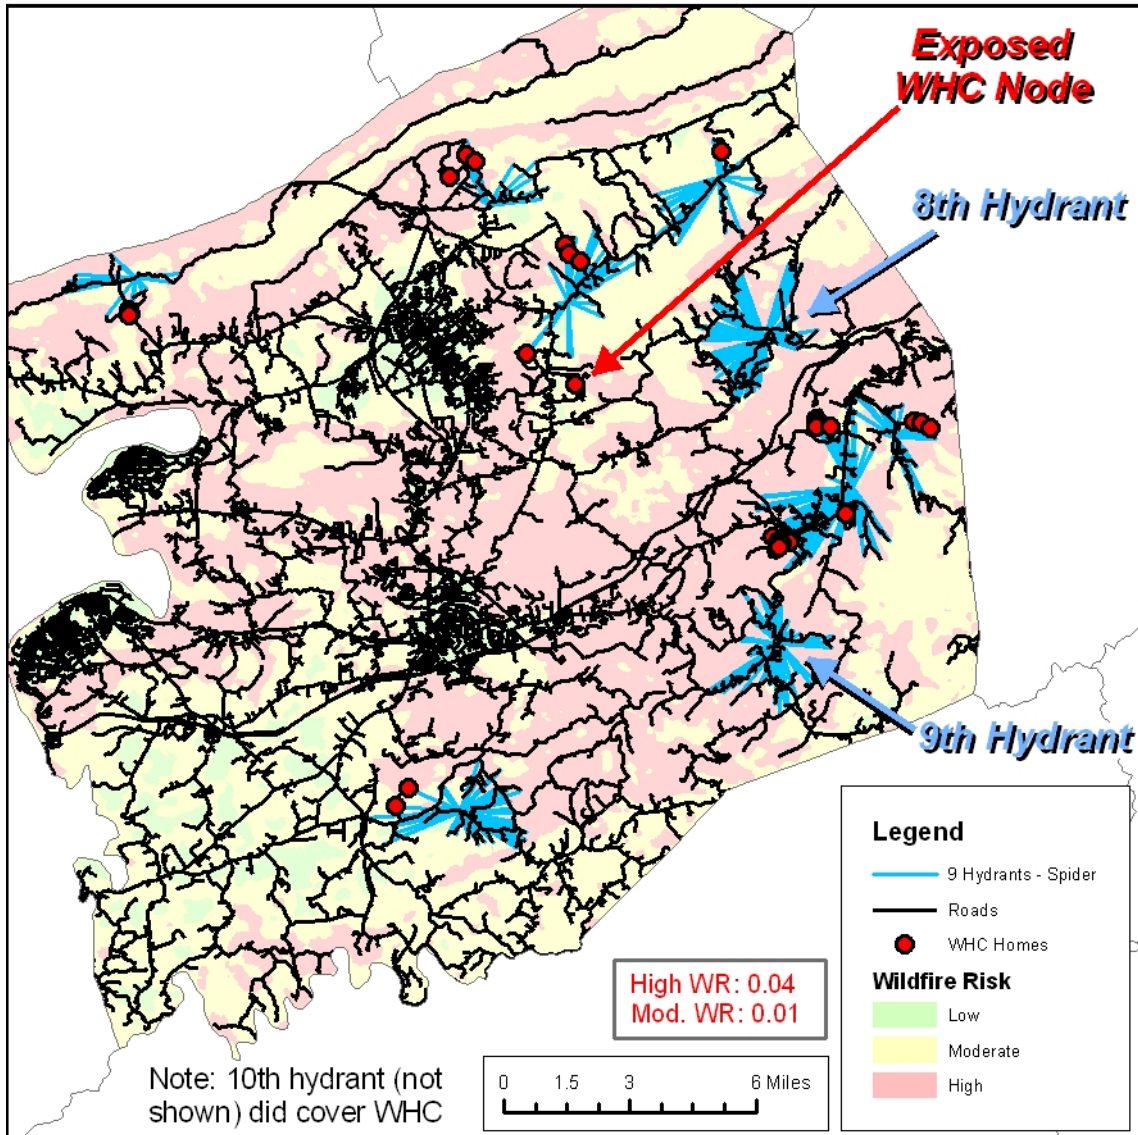 Exposed
WHC Node
8th Hydrant
9th Hydrant
Legend
9 Hydrants - Spider
Roads
WHC Homes
Wildfire Risk
Low
Moderate
High
High WR: 0.04
Mod. WR: 0.01
Note: 10th hydrant (not
shown) did cover WHC
0 1.5 3 6 Miles